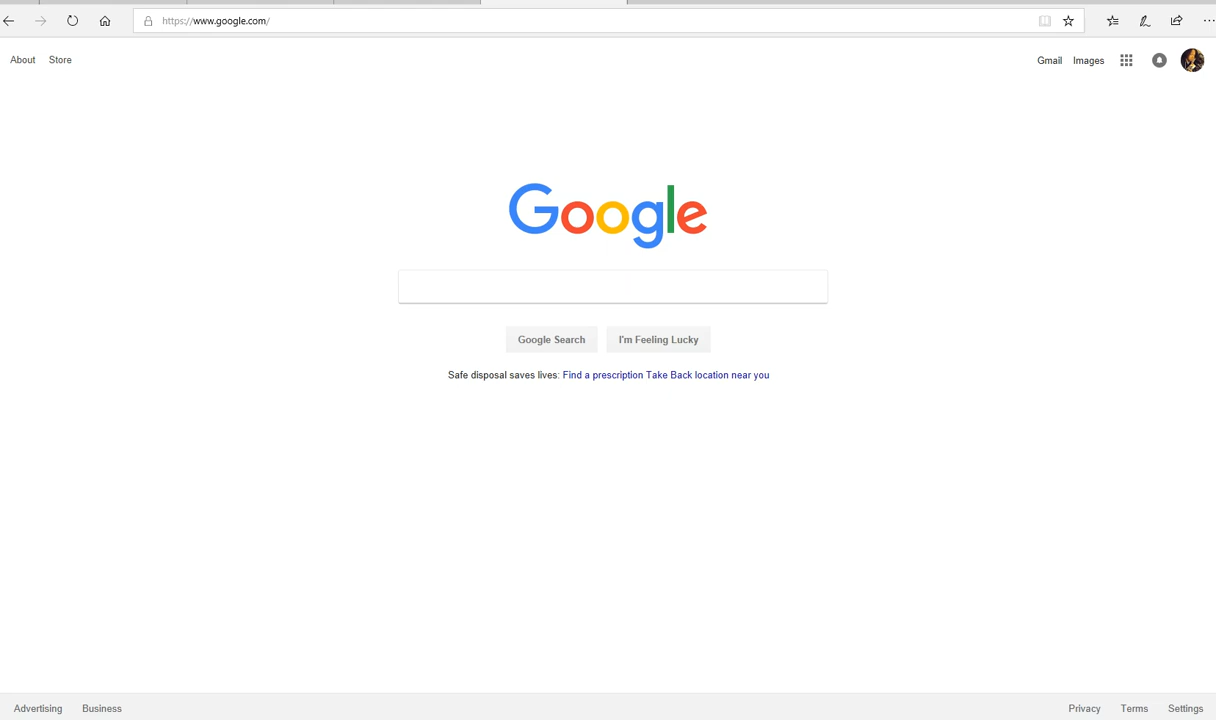 https://www.google.com/
About Store
Gmail Images
Google
Google Search I'm Feeling Lucky
Safe disposal saves lives: Find a prescription Take Back location near you
Advertising Business
Privacy Terms Settings